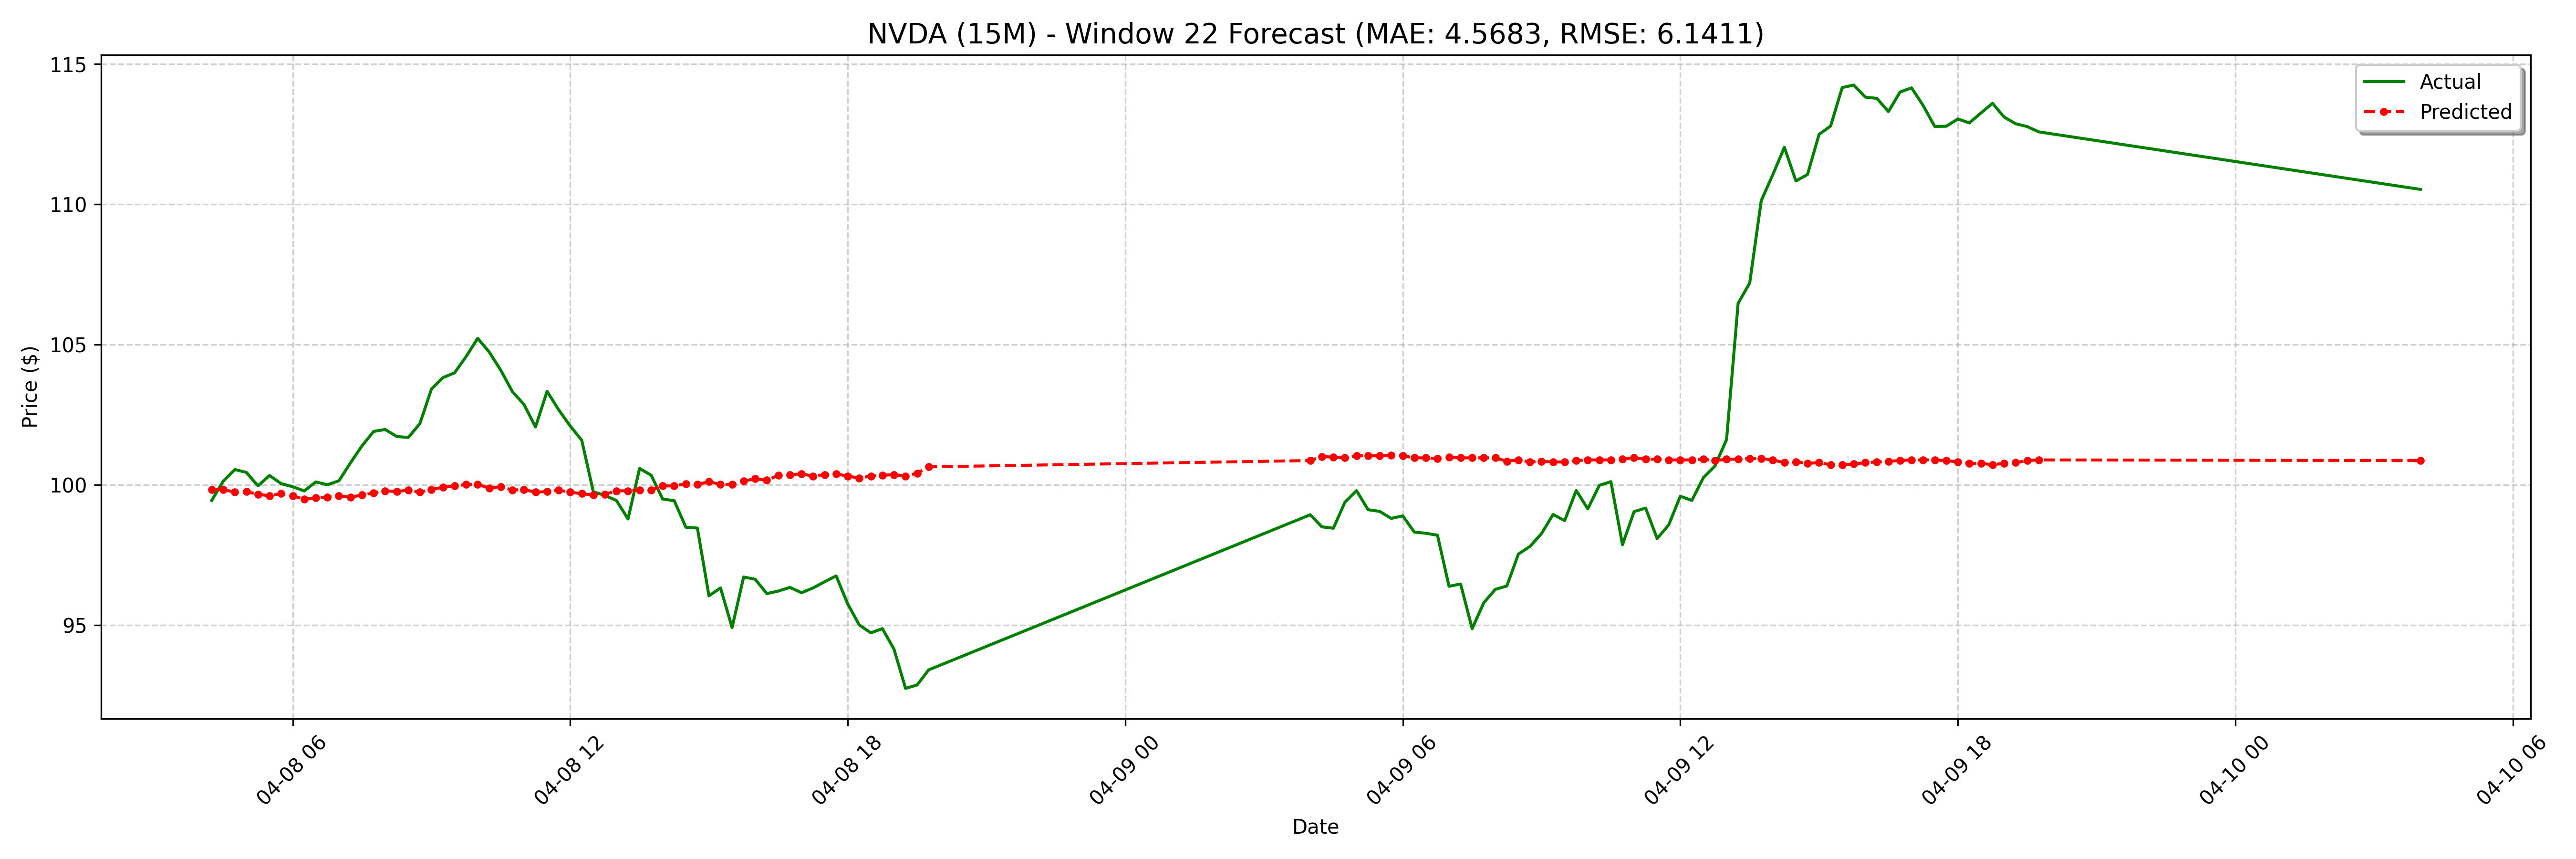 NVDA (15M) - Window 22 Forecast (MAE: 4.5683, RMSE: 6.1411)
Actual
Predicted
Price ($)
115
110
105
100
95
04-08 06
04-08 12
04-08 18
04-09 00
04-09 06
04-09 12
04-09 18
04-10 00
04-10 06
Date